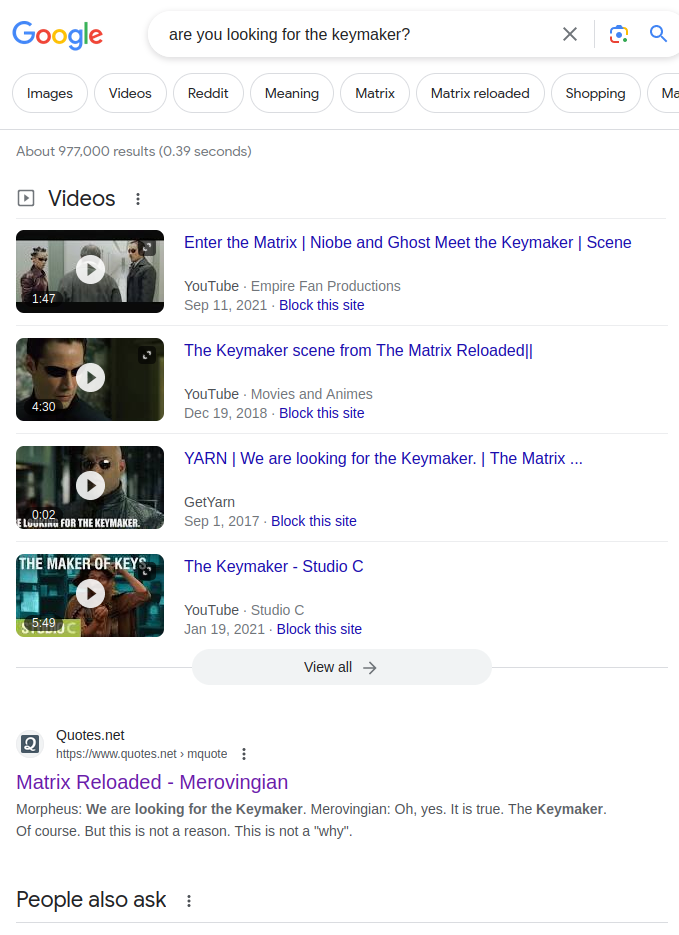 Google
are you looking for the keymaker?
Images
Videos
Reddit
Meaning
Matrix
Matrix reloaded
Shopping
Ma
About 977,000 results (0.39 seconds)
Videos
1:47
Enter the Matrix | Niobe and Ghost Meet the Keymaker | Scene
YouTube · Empire Fan Productions
Sep 11, 2021 · Block this site
4:30
The Keymaker scene from The Matrix Reloaded||
YouTube · Movies and Animes
Dec 19, 2018 · Block this site
0:02
E LOOKING FOR THE KEYMAKER.
YARN | We are looking for the Keymaker. | The Matrix ...
GetYarn
Sep 1, 2017 · Block this site
THE MAKER OF KEYS
5:49
STUDIO C
The Keymaker - Studio C
YouTube · Studio C
Jan 19, 2021 · Block this site
View all
Quotes.net
https://www.quotes.net › mquote
Matrix Reloaded - Merovingian
Morpheus: We are looking for the Keymaker. Merovingian: Oh, yes. It is true. The Keymaker.
Of course. But this is not a reason. This is not a "why".
People also ask